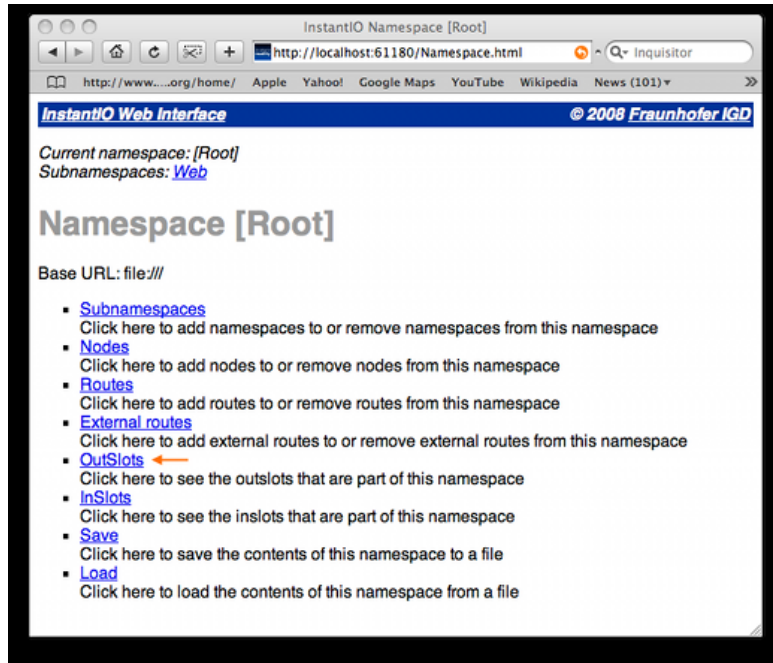 InstantIO Namespace [Root]
http://localhost:61180/Namespace.html
Inquisitor
http://www.....org/home/ Apple Yahoo! Google Maps YouTube Wikipedia News (101)
InstantIO Web Interface © 2008 Fraunhofer IGD
Current namespace: [Root]
Subnamespaces: Web
Namespace [Root]
Base URL: file:///
Subnamespaces
Click here to add namespaces to or remove namespaces from this namespace
Nodes
Click here to add nodes to or remove nodes from this namespace
Routes
Click here to add routes to or remove routes from this namespace
External routes
Click here to add external routes to or remove external routes from this namespace
OutSlots
Click here to see the outslots that are part of this namespace
InSlots
Click here to see the inslots that are part of this namespace
Save
Click here to save the contents of this namespace to a file
Load
Click here to load the contents of this namespace from a file